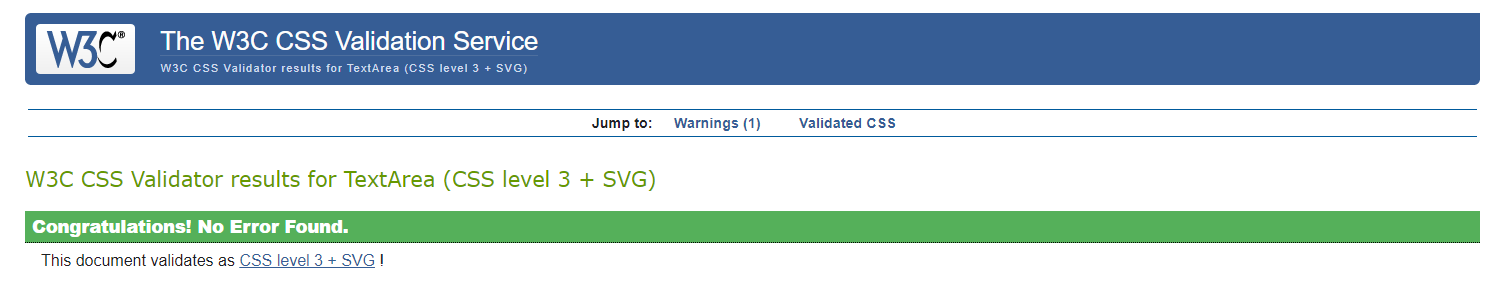 W3C®
The W3C CSS Validation Service
W3C CSS Validator results for TextArea (CSS level 3 + SVG)
Jump to: Warnings (1) Validated CSS
W3C CSS Validator results for TextArea (CSS level 3 + SVG)
Congratulations! No Error Found.
This document validates as CSS level 3 + SVG !